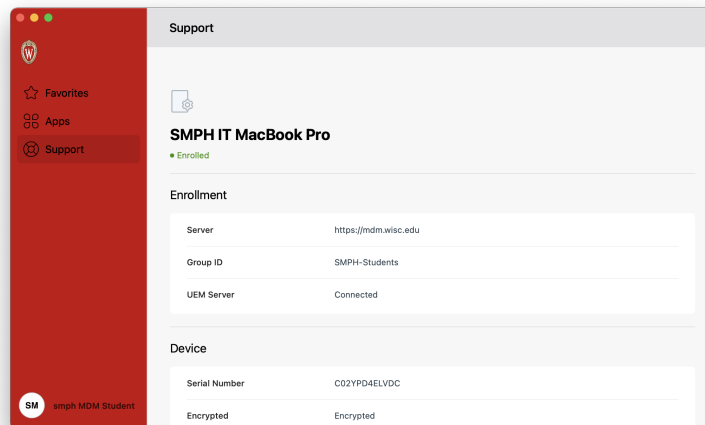 Support
W
Favorites
Apps
Support
SMPH IT MacBook Pro
Enrolled
Enrollment
Server https://mdm.wisc.edu
Group ID SMPH-Students
UEM Server Connected
Device
Serial Number C02YPD4ELVDC
Encrypted Encrypted
SM smph MDM Student